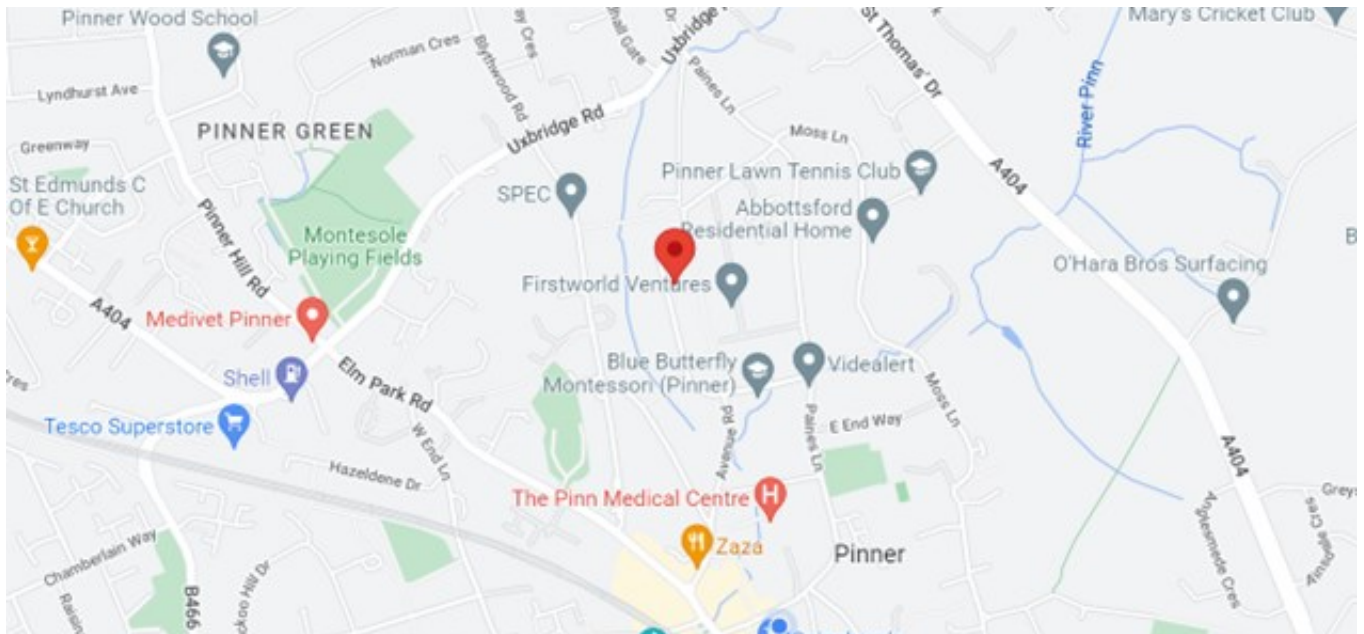 Pinner Wood School
Norman Cres
Blythwood Rd
Uxbridge
Paines Ln
St Thomas' Dr
Mary's Cricket Club
Lyndhurst Ave
PINNER GREEN
Uxbridge Rd
Moss Ln
River Pinn
Greenway
A404
St Edmunds C
Of E Church
Pinner Hill Rd
Montesole
Playing Fields
SPEC
Pinner Lawn Tennis Club
Abbottsford
Residential Home
Firstworld Ventures
O'Hara Bros Surfacing
A404
Medivet Pinner
Shell
Elm Park Rd
Blue Butterfly
Montessori (Pinner)
Videalert
Moss Ln
Tesco Superstore
W End Ln
Avenue Rd
Paines Ln
E End Way
A404
Hazeldene Dr
The Pinn Medical Centre
H
Zaza
Pinner
Angtesmede Cres
Chamberlain Way
B466